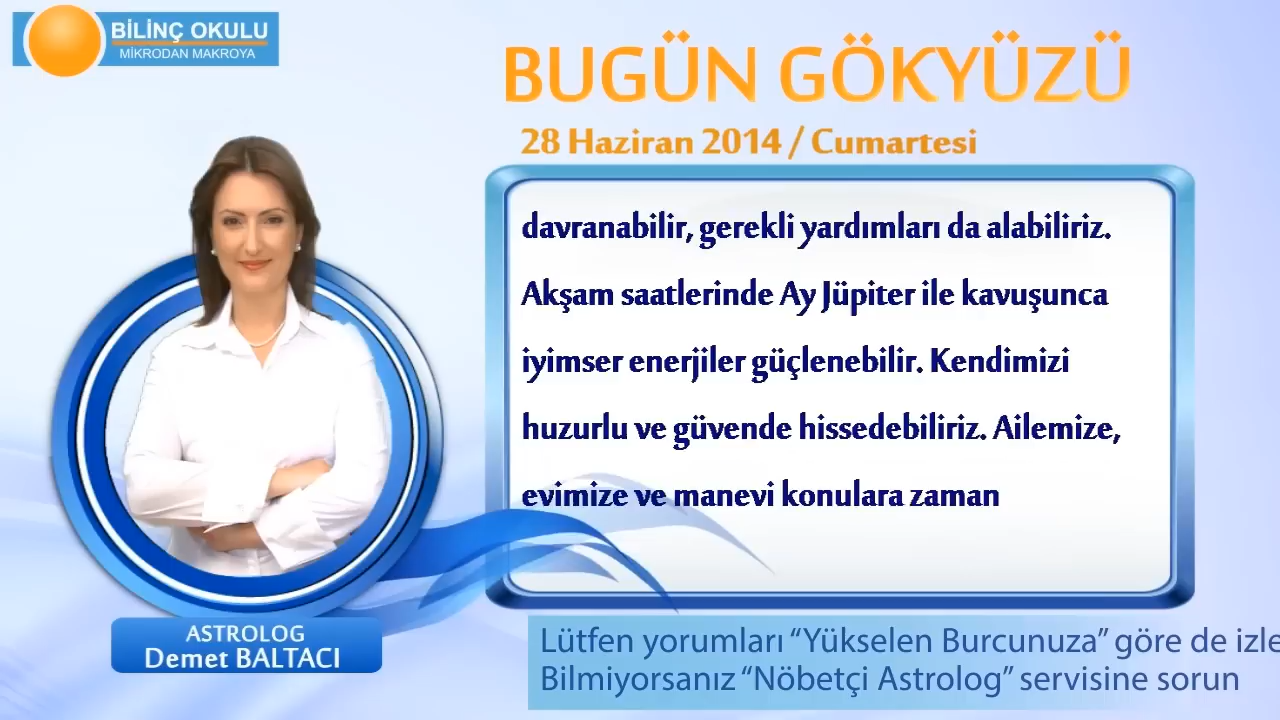 BİLİNÇ OKULU
MİKRODAN MAKROYA
BUGÜN GÖKYÜZÜ
28 Haziran 2014 / Cumartesi
davranabilir, gerekli yardımları da alabiliriz.
Akşam saatlerinde Ay Jüpiter ile kavuşunca
iyimser enerjiler güçlenebilir. Kendimizi
huzurlu ve güvende hissedebiliriz. Ailemize,
evimize ve manevi konulara zaman
ASTROLOG
Demet BALTACI
Lütfen yorumları “Yükselen Burcunuza” göre de izle
Bilmiyorsanız “Nöbetçi Astrolog” servisine sorun